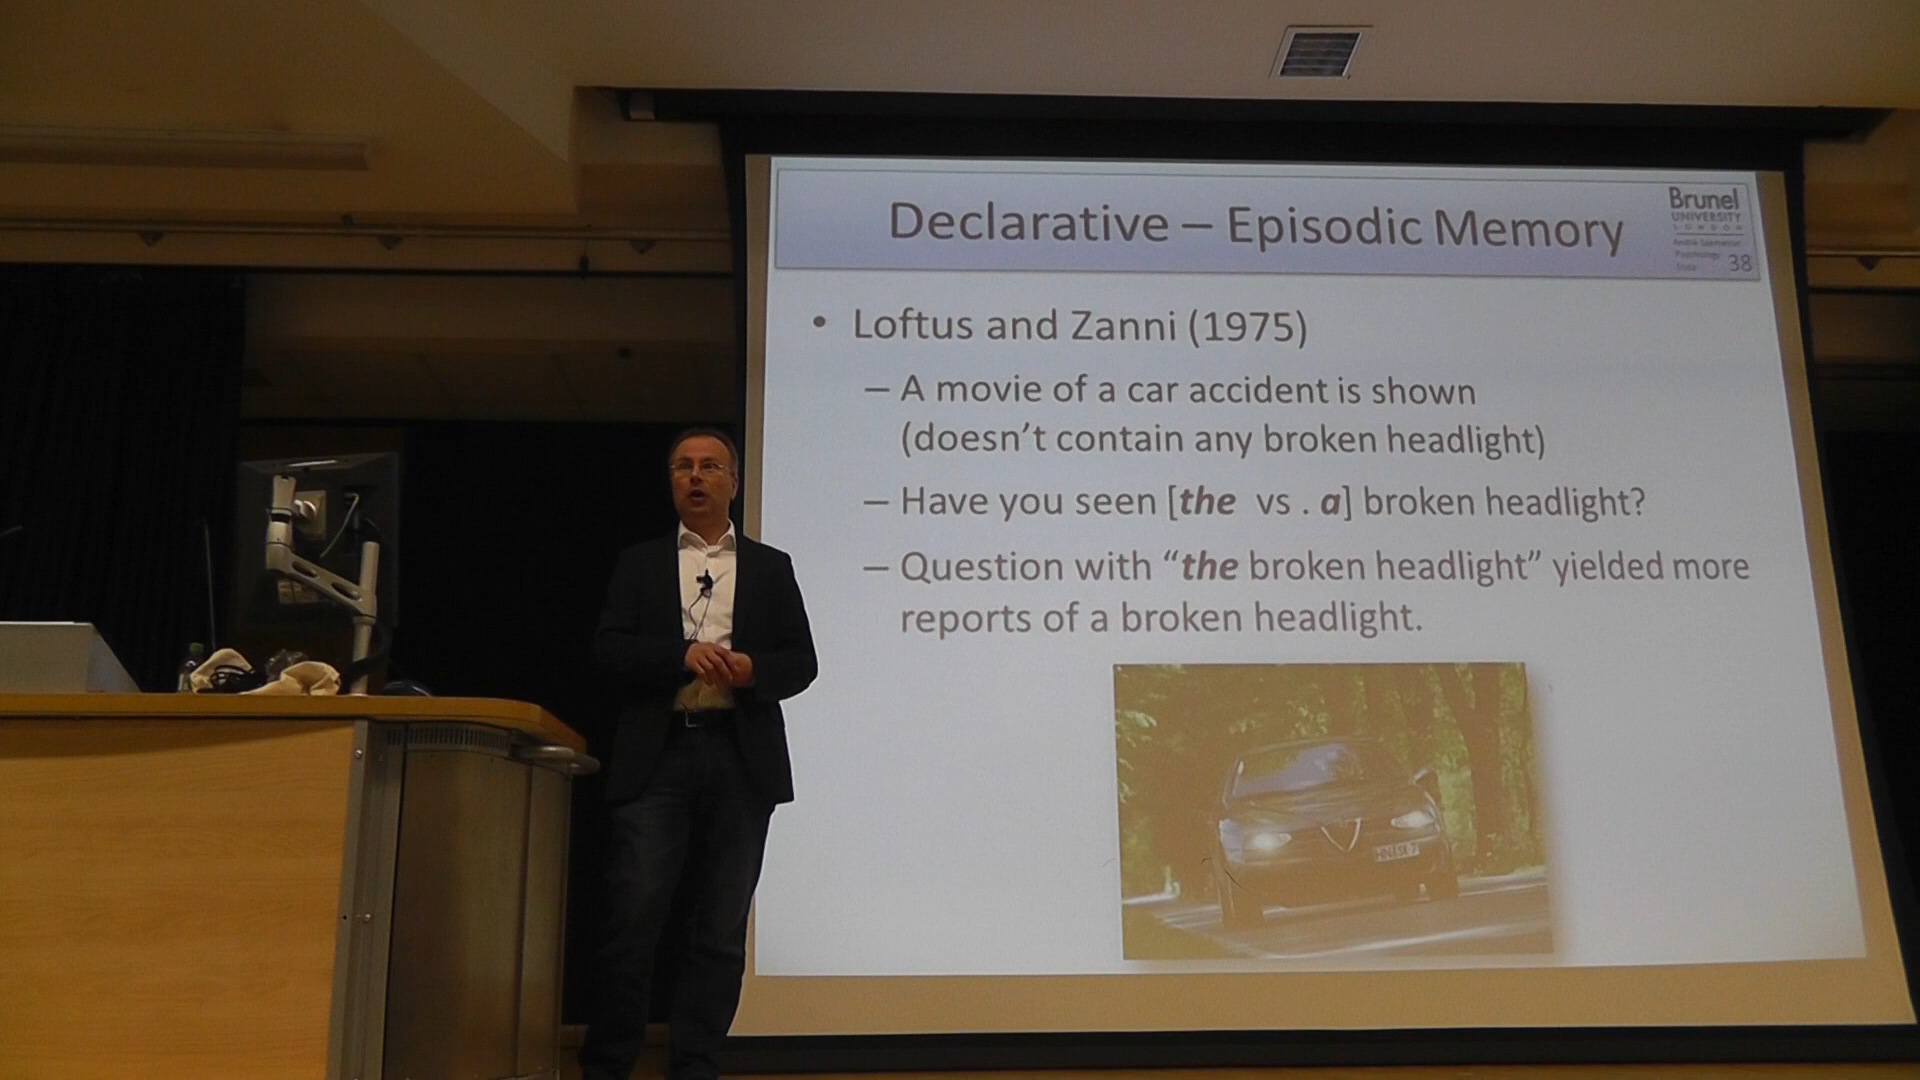 Declarative – Episodic Memory
Brunel
UNIVERSITY
LONDON
38
• Loftus and Zanni (1975)
– A movie of a car accident is shown
(doesn’t contain any broken headlight)
– Have you seen [the vs . a] broken headlight?
– Question with “the broken headlight” yielded more
reports of a broken headlight.